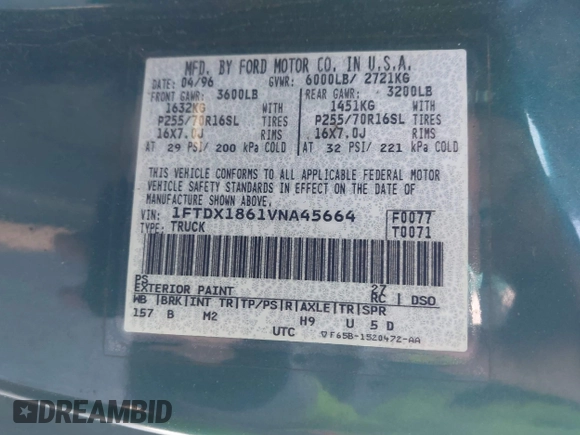 MFD. BY FORD MOTOR CO. IN U.S.A.
DATE: 04/96 GVWR: 6000LB/ 2721KG
FRONT GAWR: 3600LB REAR GAWR: 3200LB
1632KG WITH 1451KG WITH
P255/70R16SL TIRES P255/70R16SL TIRES
16X7.0J RIMS 16X7.0J RIMS
AT 29 PSI/ 200 kPa COLD AT 32 PSI/ 221 kPa COLD
THIS VEHICLE CONFORMS TO ALL APPLICABLE FEDERAL MOTOR
VEHICLE SAFETY STANDARDS IN EFFECT ON THE DATE OF
MANUFACTURE SHOWN ABOVE.
VIN: 1FTDX1861VNA45664 F0077
TYPE: TRUCK T0071
PS 27
EXTERIOR PAINT RC DSO
WB BRK INT TR TP/PS R AXLE TR SPR
157 B M2 H9 U 5 D
UTC F65B-1520472-AA
DREAMBID